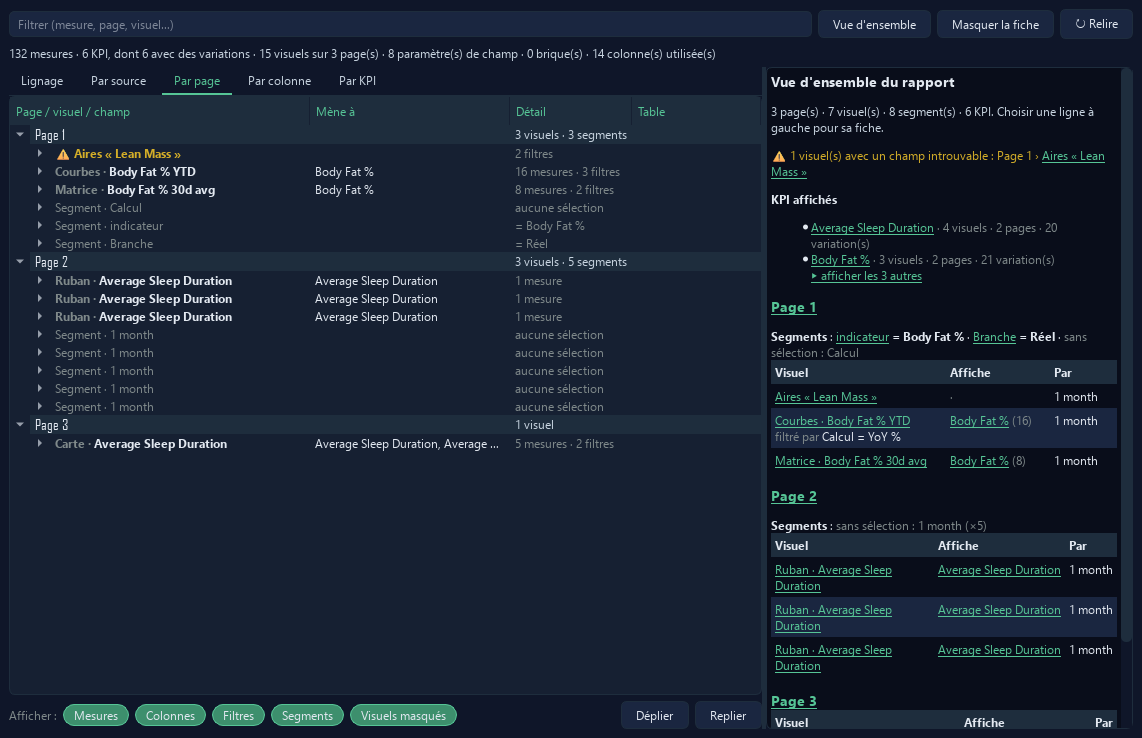 Filtrer (mesure, page, visuel...)
Vue d'ensemble
Masquer la fiche
↻ Relire
132 mesures · 6 KPI, dont 6 avec des variations · 15 visuels sur 3 page(s) · 8 paramètre(s) de champ · 0 brique(s) · 14 colonne(s) utilisée(s)
Lignage
Par source
Par page
Par colonne
Par KPI
Page / visuel / champ
Mène à
Détail
Table
Page 1
3 visuels · 3 segments
Aires « Lean Mass »
2 filtres
Courbes · Body Fat % YTD
Body Fat %
16 mesures · 3 filtres
Matrice · Body Fat % 30d avg
Body Fat %
8 mesures · 2 filtres
Segment · Calcul
aucune sélection
Segment · indicateur
= Body Fat %
Segment · Branche
= Réel
Page 2
3 visuels · 5 segments
Ruban · Average Sleep Duration
Average Sleep Duration
1 mesure
Ruban · Average Sleep Duration
Average Sleep Duration
1 mesure
Ruban · Average Sleep Duration
Average Sleep Duration
1 mesure
Segment · 1 month
aucune sélection
Segment · 1 month
aucune sélection
Segment · 1 month
aucune sélection
Segment · 1 month
aucune sélection
Segment · 1 month
aucune sélection
Page 3
1 visuel
Carte · Average Sleep Duration
Average Sleep Duration, Average ...
5 mesures · 2 filtres
Afficher :
Mesures
Colonnes
Filtres
Segments
Visuels masqués
Déplier
Replier
Vue d'ensemble du rapport
3 page(s) · 7 visuel(s) · 8 segment(s) · 6 KPI. Choisir une ligne à
gauche pour sa fiche.
1 visuel(s) avec un champ introuvable : Page 1 › Aires « Lean
Mass »
KPI affichés
• Average Sleep Duration · 4 visuels · 2 pages · 20
variation(s)
• Body Fat % · 3 visuels · 2 pages · 21 variation(s)
▸ afficher les 3 autres
Page 1
Segments : indicateur = Body Fat % · Branche = Réel · sans
sélection : Calcul
Visuel
Affiche
Par
Aires « Lean Mass »
·
1 month
Courbes · Body Fat % YTD
Body Fat % (16)
1 month
filtré par Calcul = YoY %
Matrice · Body Fat % 30d avg
Body Fat % (8)
1 month
Page 2
Segments : sans sélection : 1 month (×5)
Visuel
Affiche
Par
Ruban · Average Sleep
Average Sleep Duration
1 month
Duration
Ruban · Average Sleep
Average Sleep Duration
1 month
Duration
Ruban · Average Sleep
Average Sleep Duration
1 month
Duration
Page 3
Visuel
Affiche
Par